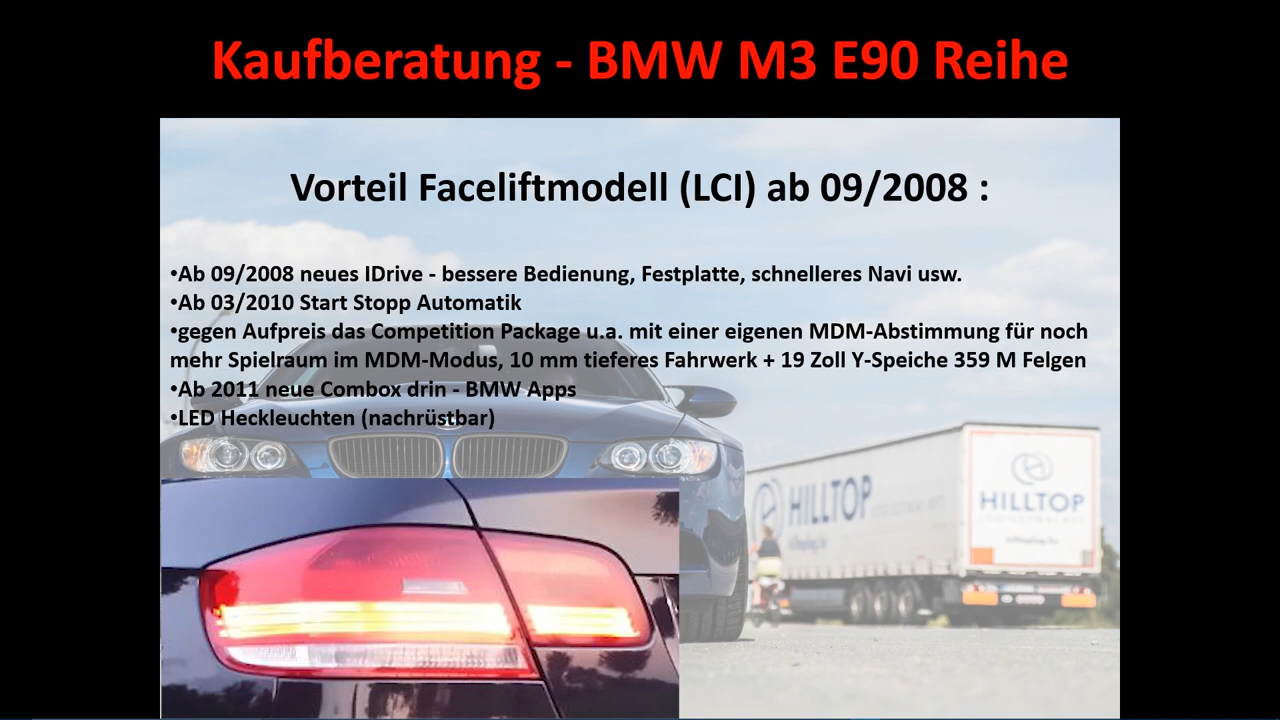 Kaufberatung - BMW M3 E90 Reihe
Vorteil Faceliftmodell (LCI) ab 09/2008 :
•Ab 09/2008 neues IDrive - bessere Bedienung, Festplatte, schnelleres Navi usw.
•Ab 03/2010 Start Stopp Automatik
•gegen Aufpreis das Competition Package u.a. mit einer eigenen MDM-Abstimmung für noch
mehr Spielraum im MDM-Modus, 10 mm tieferes Fahrwerk + 19 Zoll Y-Speiche 359 M Felgen
•Ab 2011 neue Combox drin - BMW Apps
•LED Heckleuchten (nachrüstbar)
HILLTOP
HILLTOP